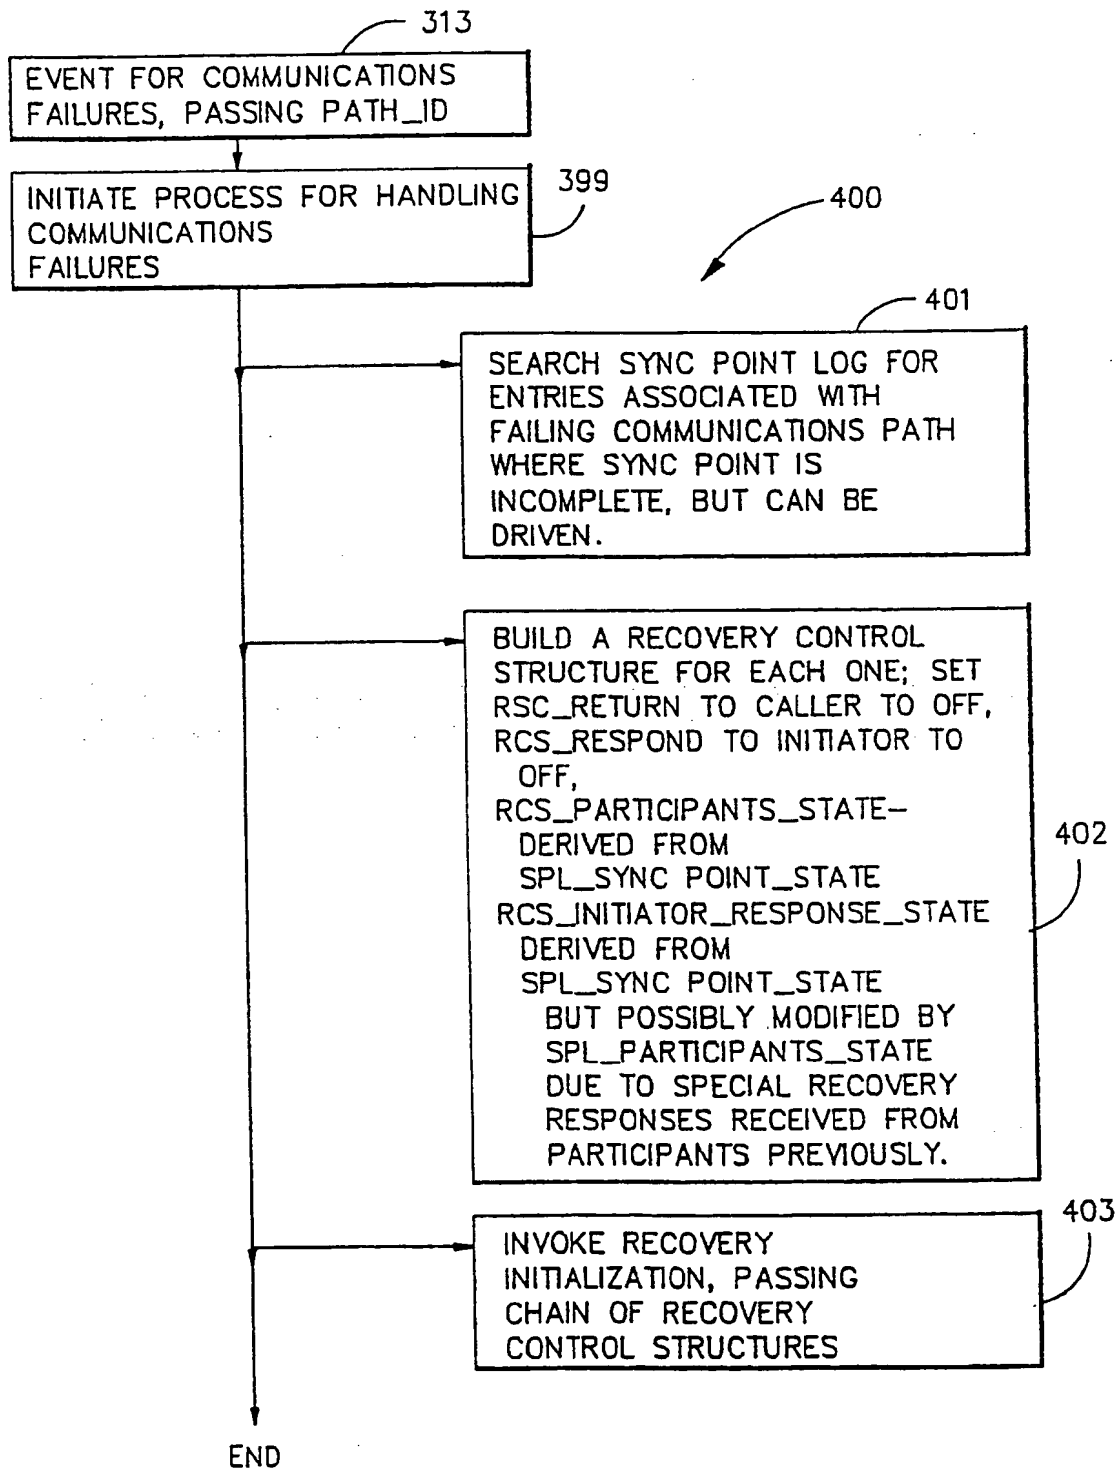 313
EVENT FOR COMMUNICATIONS
FAILURES, PASSING PATH_ID
INITIATE PROCESS FOR HANDLING
COMMUNICATIONS
FAILURES
399
400
401
SEARCH SYNC POINT LOG FOR
ENTRIES ASSOCIATED WITH
FAILING COMMUNICATIONS PATH
WHERE SYNC POINT IS
INCOMPLETE, BUT CAN BE
DRIVEN.
BUILD A RECOVERY CONTROL
STRUCTURE FOR EACH ONE; SET
RSC_RETURN TO CALLER TO OFF,
RCS_RESPOND TO INITIATOR TO
OFF,
RCS_PARTICIPANTS_STATE-
DERIVED FROM
SPL_SYNC POINT_STATE
RCS_INITIATOR_RESPONSE_STATE
DERIVED FROM
SPL_SYNC POINT_STATE
BUT POSSIBLY MODIFIED BY
SPL_PARTICIPANTS_STATE
DUE TO SPECIAL RECOVERY
RESPONSES RECEIVED FROM
PARTICIPANTS PREVIOUSLY.
402
403
INVOKE RECOVERY
INITIALIZATION, PASSING
CHAIN OF RECOVERY
CONTROL STRUCTURES
END